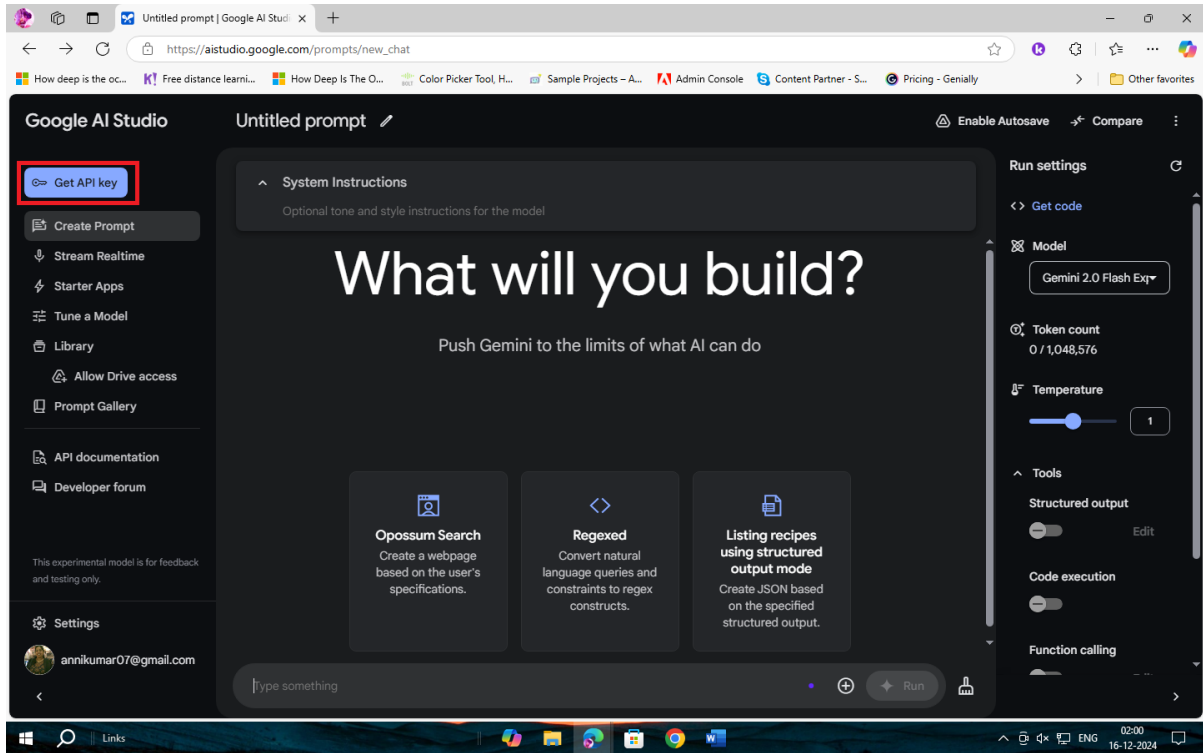 Untitled prompt | Google AI Studi
https://aistudio.google.com/prompts/new_chat
How deep is the oc...
Free distance learni...
How Deep Is The O...
Color Picker Tool, H...
Sample Projects – A...
Admin Console
Content Partner - S...
Pricing - Genially
Other favorites
Google AI Studio
Untitled prompt
Enable Autosave
Compare
Get API key
Create Prompt
Stream Realtime
Starter Apps
Tune a Model
Library
Allow Drive access
Prompt Gallery
API documentation
Developer forum
This experimental model is for feedback
and testing only.
Settings
annikumar07@gmail.com
System Instructions
Optional tone and style instructions for the model
What will you build?
Push Gemini to the limits of what AI can do
Opossum Search
Create a webpage
based on the user's
specifications.
Regexed
Convert natural
language queries and
constraints to regex
constructs.
Listing recipes
using structured
output mode
Create JSON based
on the specified
structured output.
Type something
Run
Run settings
Get code
Model
Gemini 2.0 Flash Exp
Token count
0 / 1,048,576
Temperature
1
Tools
Structured output
Edit
Code execution
Function calling
Links
ENG
02:00
16-12-2024